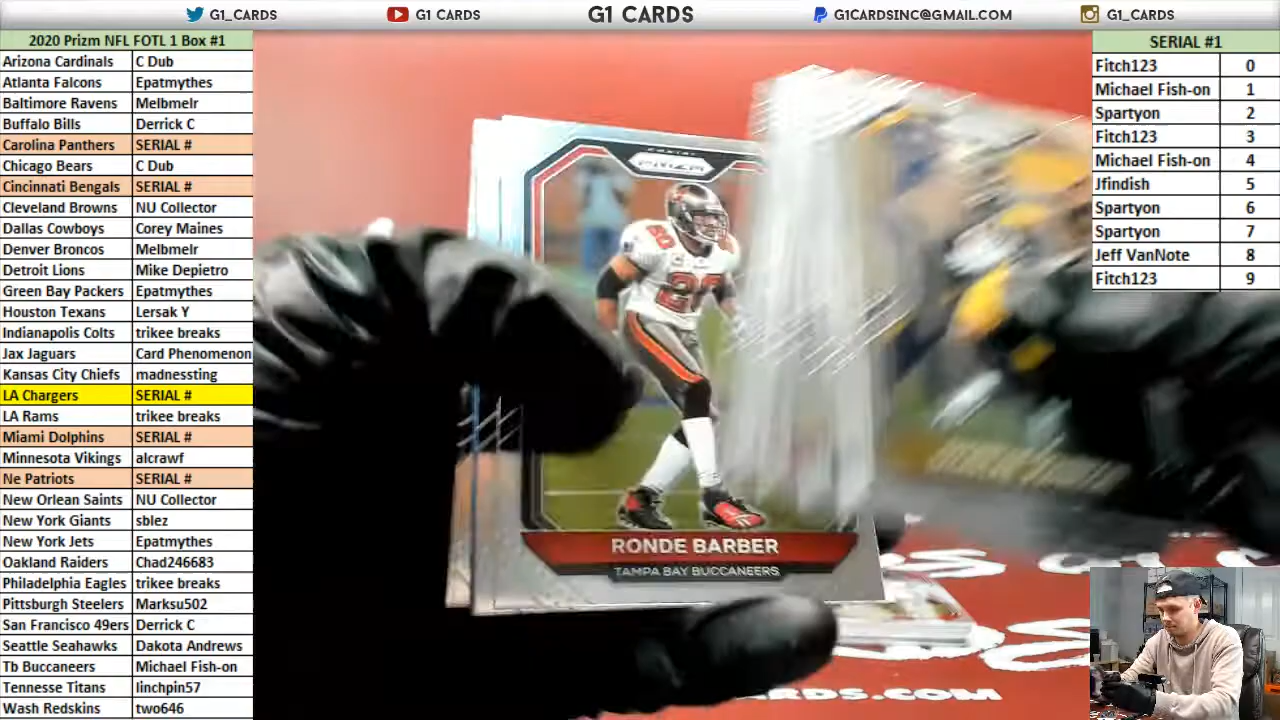 G1_CARDS
G1 CARDS
G1 CARDS
G1CARDSINC@GMAIL.COM
G1_CARDS
2020 Prizm NFL FOTL 1 Box #1
Arizona Cardinals C Dub
Atlanta Falcons Epatmythes
Baltimore Ravens Melbmelr
Buffalo Bills Derrick C
Carolina Panthers SERIAL #
Chicago Bears C Dub
Cincinnati Bengals SERIAL #
Cleveland Browns NU Collector
Dallas Cowboys Corey Maines
Denver Broncos Melbmelr
Detroit Lions Mike Depietro
Green Bay Packers Epatmythes
Houston Texans Lersak Y
Indianapolis Colts trikee breaks
Jax Jaguars Card Phenomenon
Kansas City Chiefs madnessting
LA Chargers SERIAL #
LA Rams trikee breaks
Miami Dolphins SERIAL #
Minnesota Vikings alcrawf
Ne Patriots SERIAL #
New Orlean Saints NU Collector
New York Giants sblez
New York Jets Epatmythes
Oakland Raiders Chad246683
Philadelphia Eagles trikee breaks
Pittsburgh Steelers Marksu502
San Francisco 49ers Derrick C
Seattle Seahawks Dakota Andrews
Tb Buccaneers Michael Fish-on
Tennesse Titans linchpin57
Wash Redskins two646
SERIAL #1
Fitch123 0
Michael Fish-on 1
Spartyon 2
Fitch123 3
Michael Fish-on 4
Jfindish 5
Spartyon 6
Spartyon 7
Jeff VanNote 8
Fitch123 9
PANINI
PRIZM
20
20
RONDE BARBER
TAMPA BAY BUCCANEERS
RDS.COM